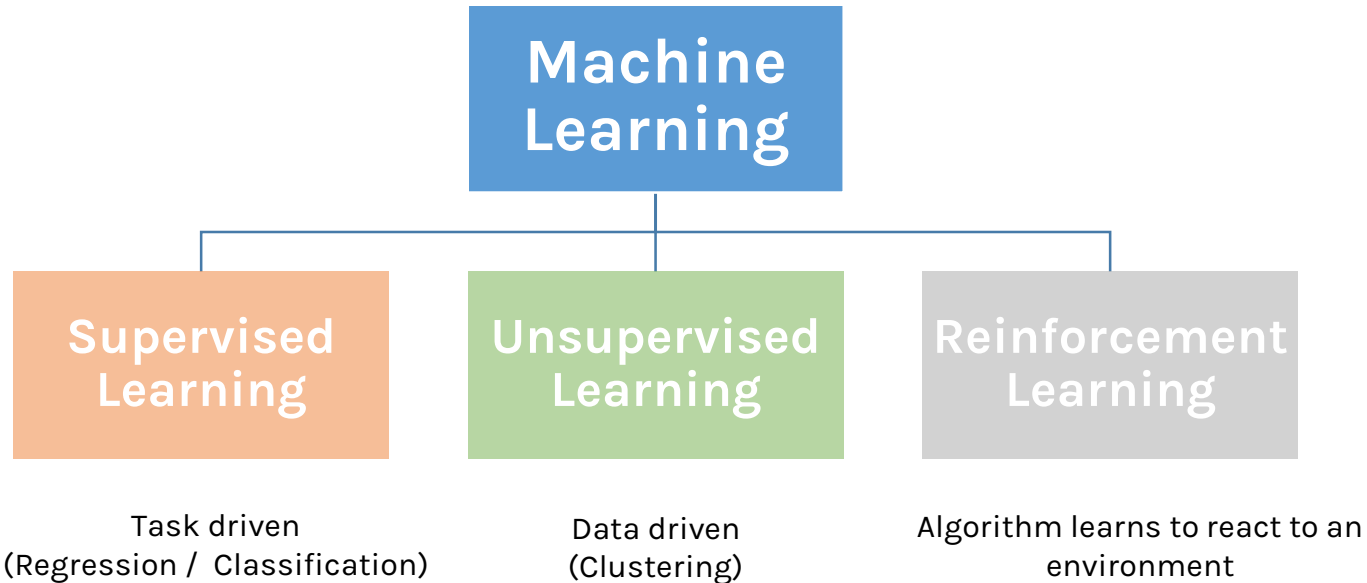 Machine
Learning
Supervised
Learning
Unsupervised
Learning
Reinforcement
Learning
Task driven
(Regression / Classification)
Data driven
(Clustering)
Algorithm learns to react to an
environment